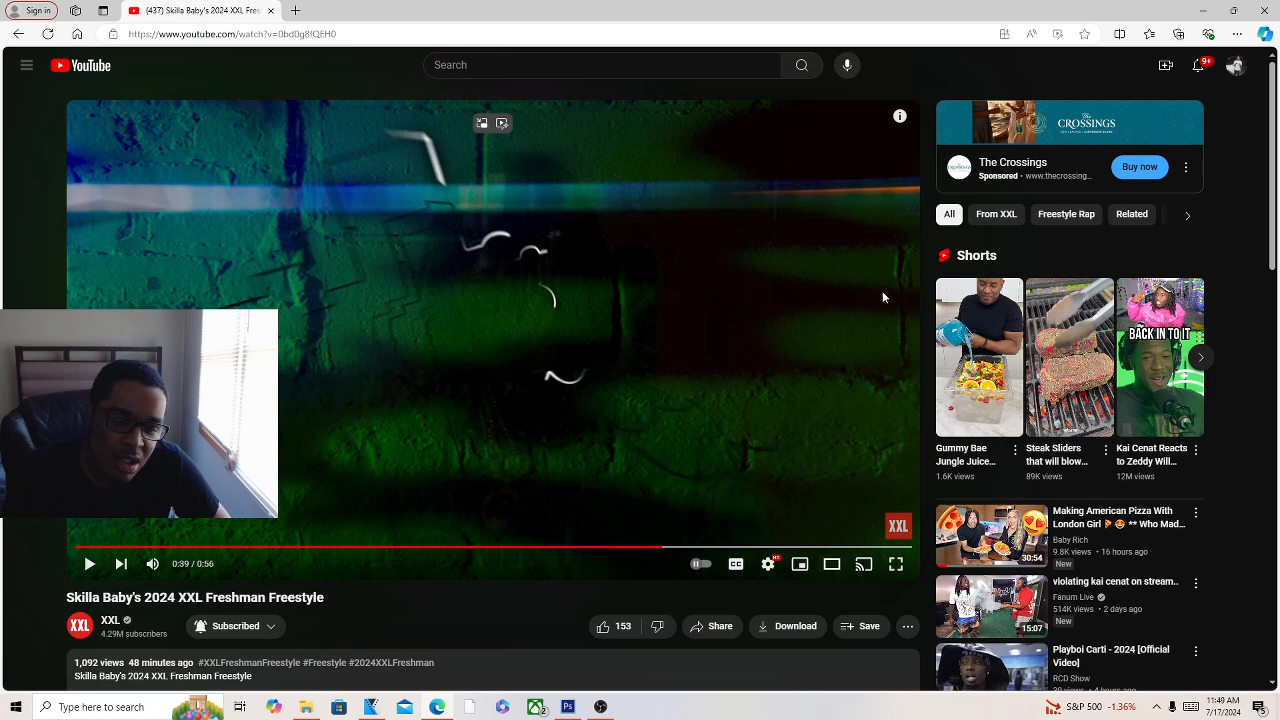 Sign in
(437) Skilla Baby's 2024 XXL Fres
https://www.youtube.com/watch?v=0bd0g8fQEH0
YouTube
Search
9+
The CROSSINGS
The Crossings
Sponsored · www.thecrossing...
Buy now
All
From XXL
Freestyle Rap
Related
Shorts
BACK IN TO IT
Gummy Bae Jungle Juice...
1.6K views
Steak Sliders that will blow...
89K views
Kai Cenat Reacts to Zeddy Will...
12M views
XXL
0:39 / 0:56
CC
HD
Skilla Baby's 2024 XXL Freshman Freestyle
XXL
XXL
4.29M subscribers
Subscribed
153
Share
Download
Save
1,092 views 48 minutes ago #XXLFreshmanFreestyle #Freestyle #2024XXLFreshman
Skilla Baby's 2024 XXL Freshman Freestyle
30:54
Making American Pizza With
London Girl 🍕 😍 ** Who Mad...
Baby Rich
9.8K views · 16 hours ago
New
15:07
violating kai cenat on stream..
Fanum Live
514K views · 2 days ago
New
Playboi Carti - 2024 [Official
Video]
RCD Show
Type here to search
S&P 500 -1.36%
11:49 AM
7/17/2024